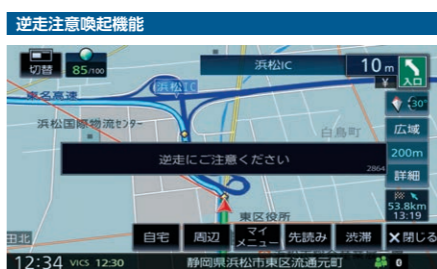 逆走注意喚起機能
浜松IC 10m
切替 85/100
¥ 入口
浜松IC
東名高速
30°
浜松国際物流センター
白鳥町
広域
逆走にご注意ください
200m
2864
詳細
53.8km
東区役所
13:19
自宅 周辺 マイメニュー 先読み 渋滞 ×閉じる
12:34 VICS 12:30 静岡県浜松市東区流通元町 0